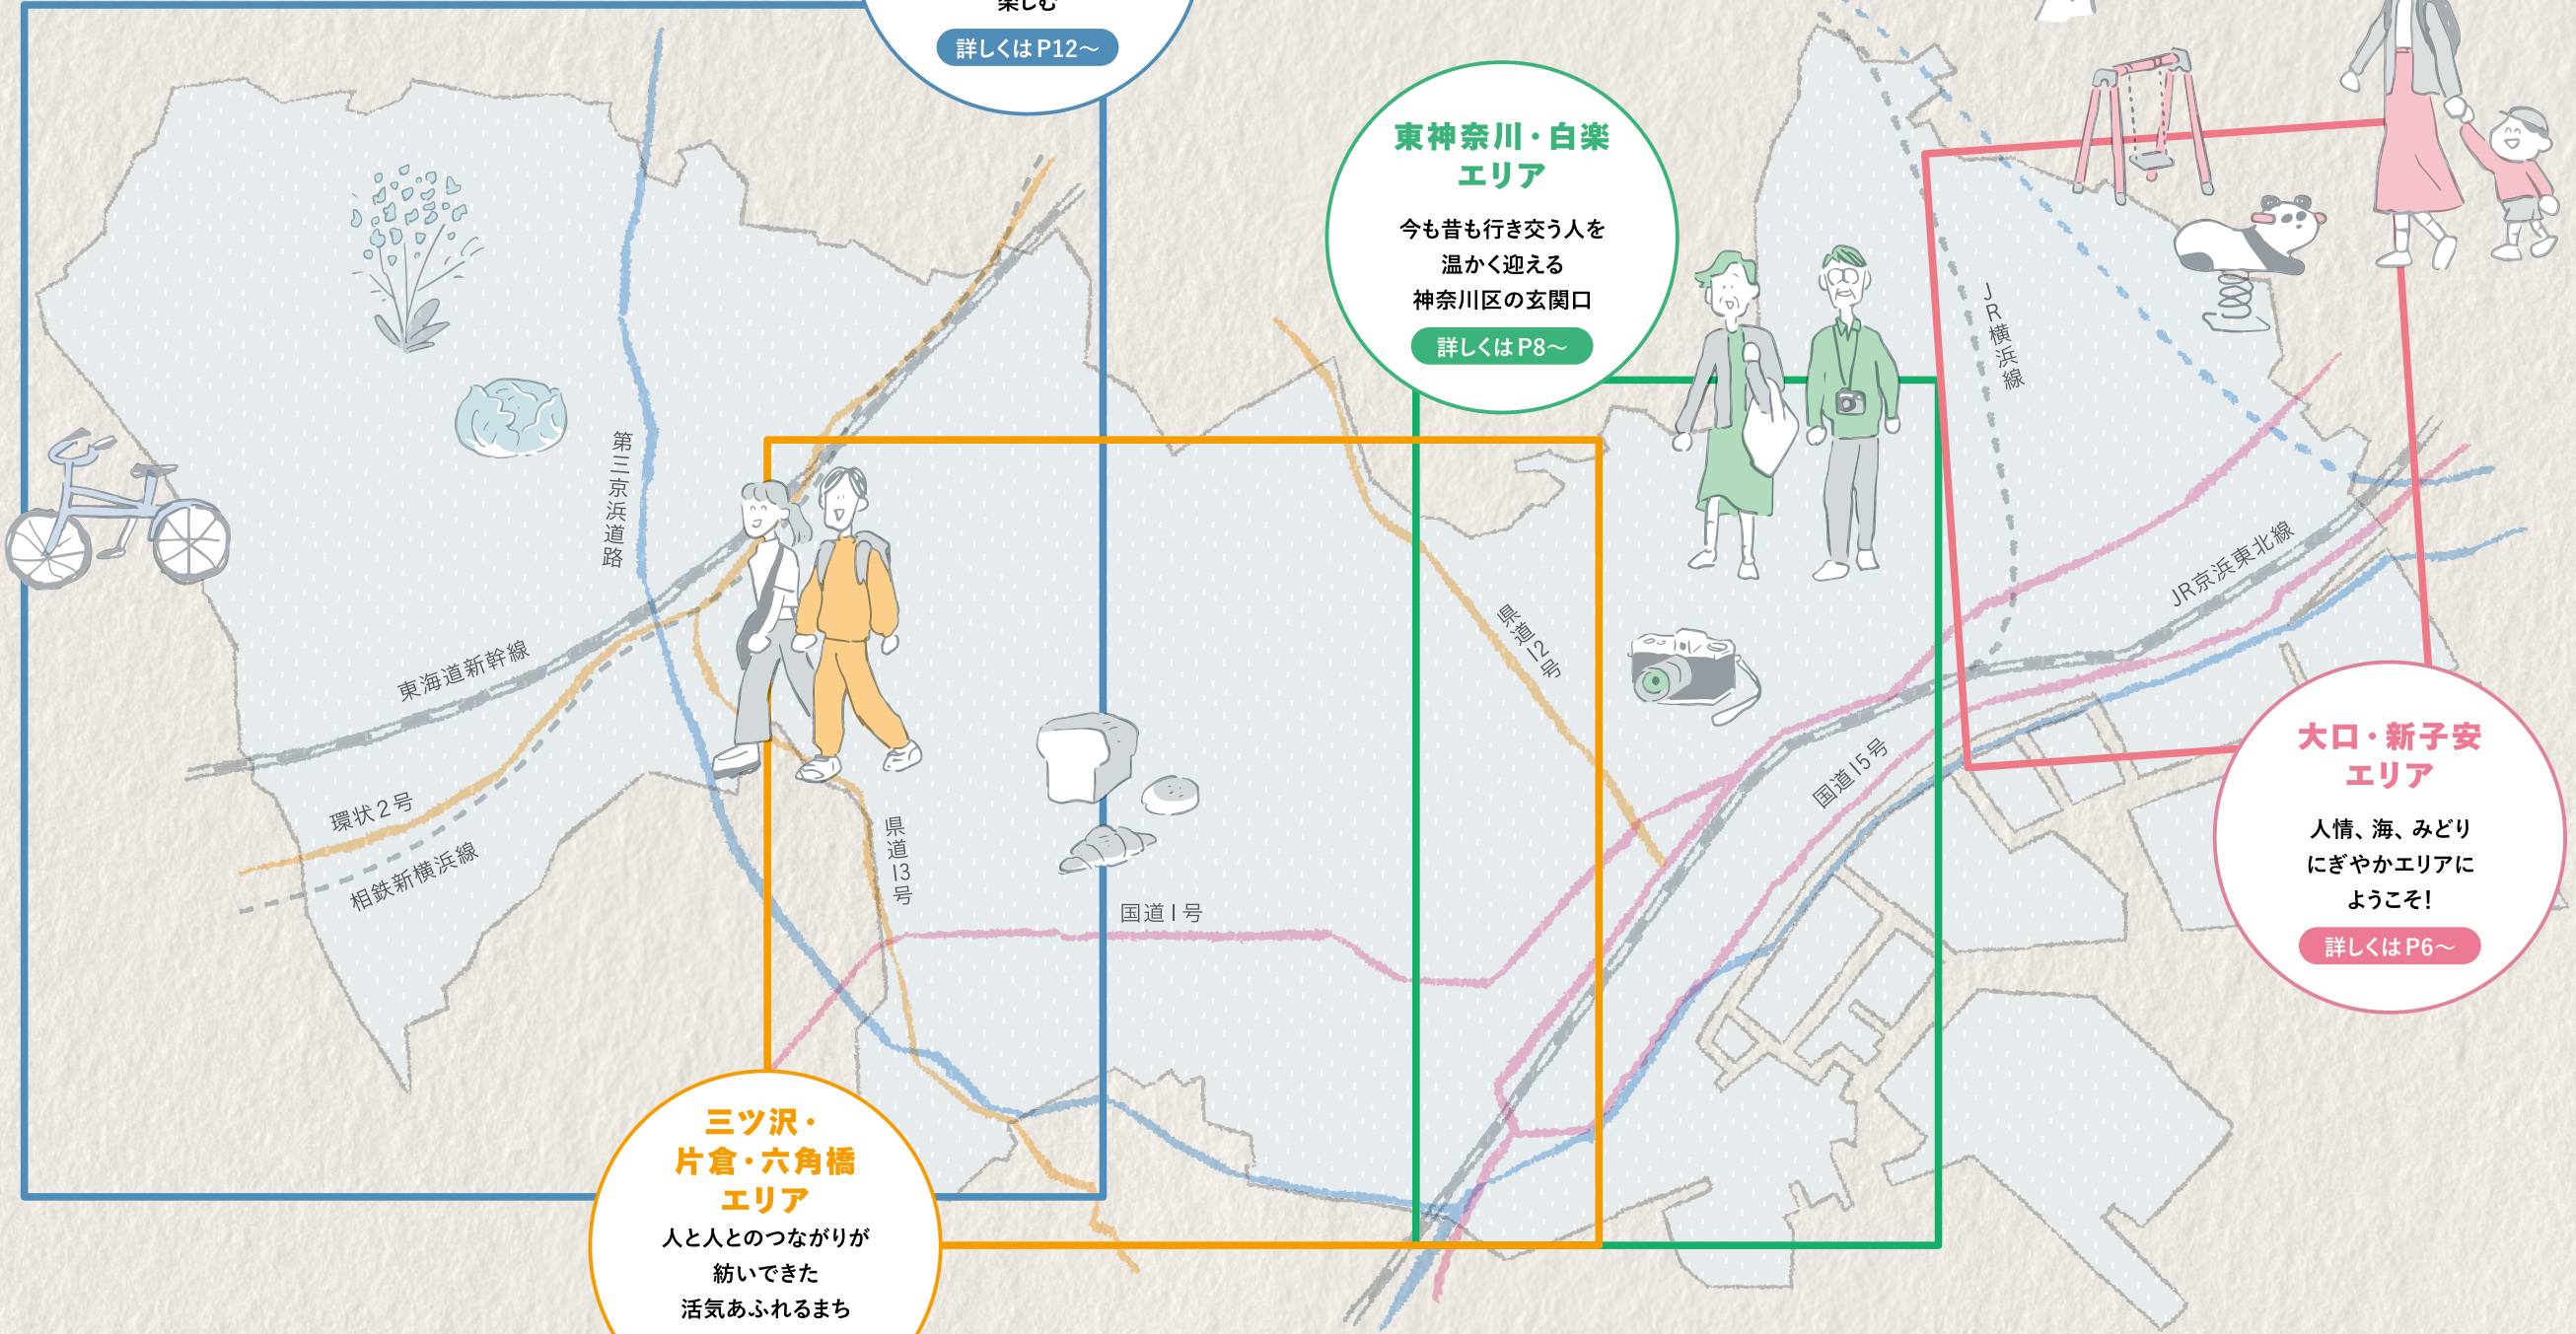 楽しむ
詳しくはP12〜
東神奈川・白楽
エリア
今も昔も行き交う人を
温かく迎える
神奈川区の玄関口
詳しくはP8〜
JR横浜線
第三京浜道路
JR京浜東北線
県道12号
東海道新幹線
大口・新子安
エリア
人情、海、みどり
にぎやかエリアに
ようこそ!
詳しくはP6〜
国道15号
環状2号
県道13号
相鉄新横浜線
国道1号
三ツ沢・
片倉・六角橋
エリア
人と人とのつながりが
紡いできた
活気あふれるまち